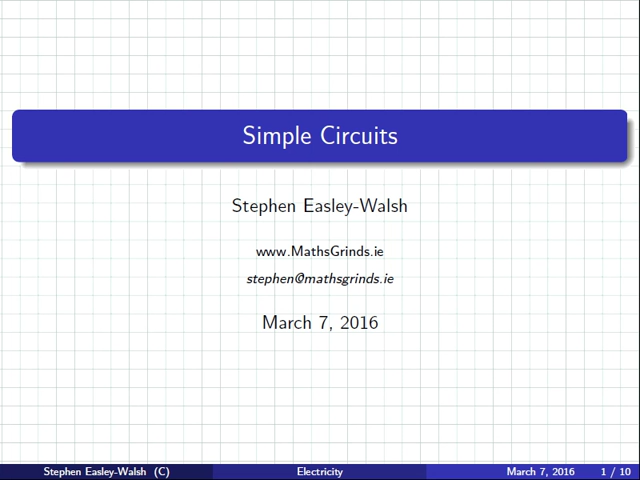 Simple Circuits
Stephen Easley-Walsh
www.MathsGrinds.ie
stephen@mathsgrinds.ie
March 7, 2016
Stephen Easley-Walsh (C) Electricity March 7, 2016 1 / 10